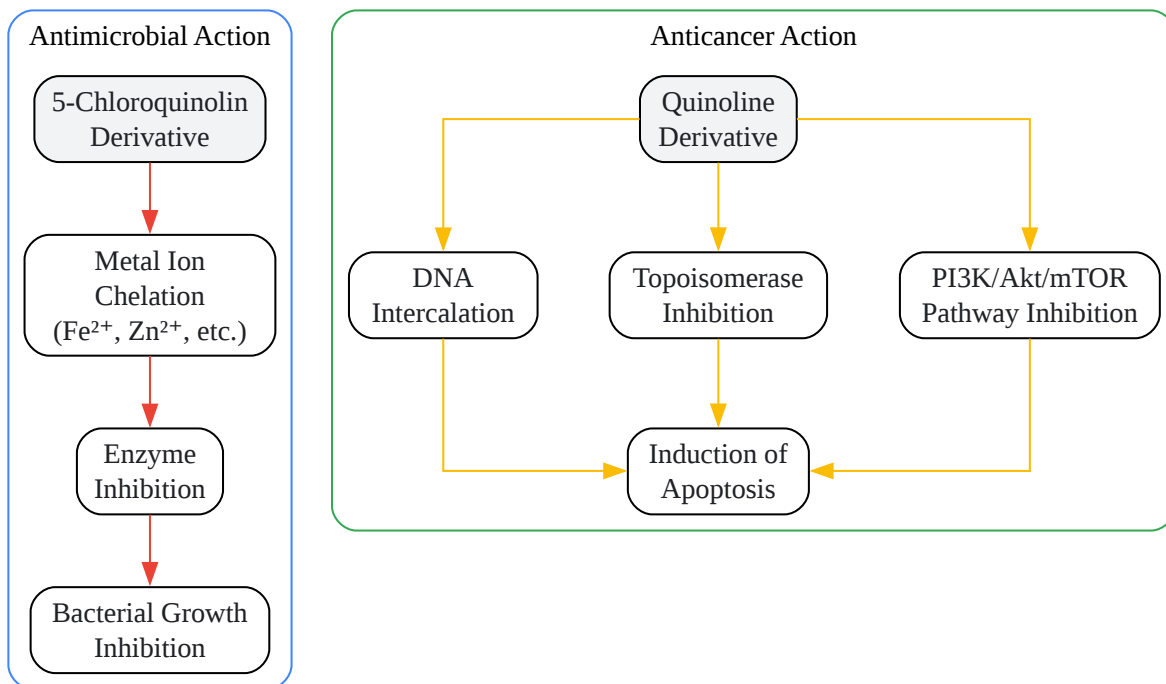 Antimicrobial Action
5-Chloroquinolin
Derivative
Metal Ion
Chelation
(Fe²⁺, Zn²⁺, etc.)
Enzyme
Inhibition
Bacterial Growth
Inhibition
Anticancer Action
Quinoline
Derivative
DNA
Intercalation
Topoisomerase
Inhibition
PI3K/Akt/mTOR
Pathway Inhibition
Induction of
Apoptosis